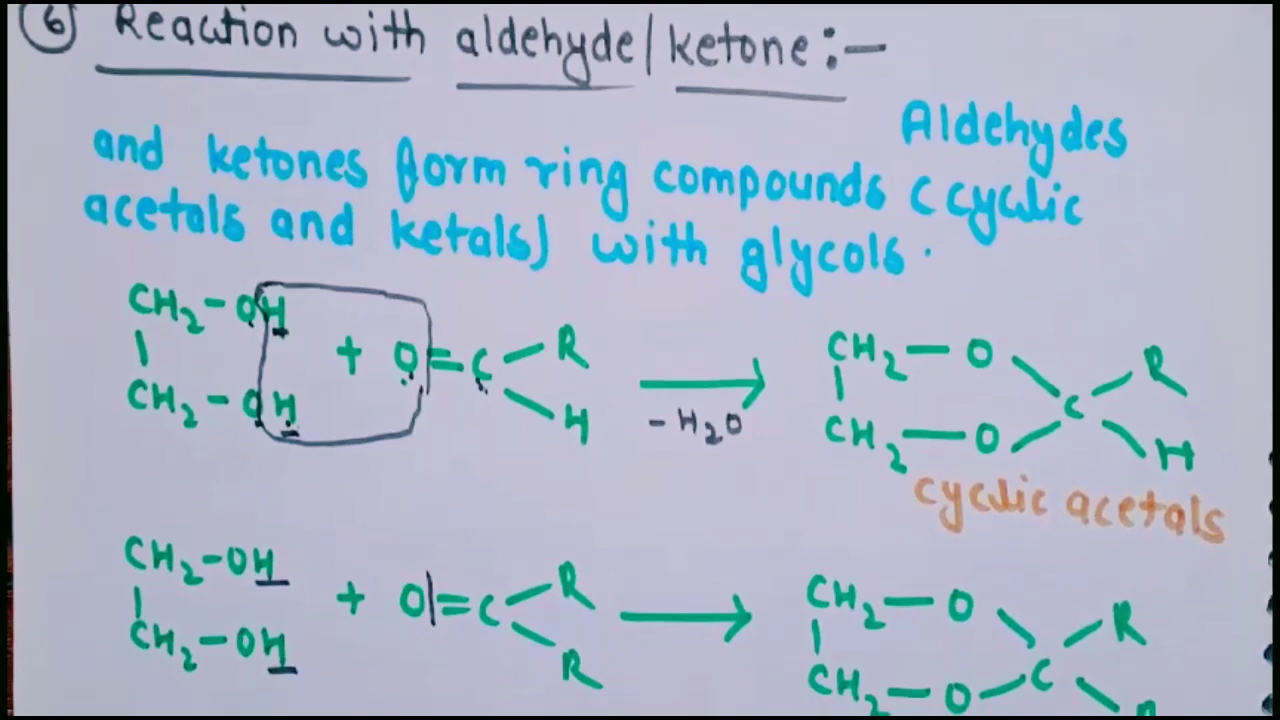 6 Reaction with aldehyde/ketone:-
Aldehydes
and ketones form ring compounds (cyclic
acetals and ketals) with glycols.
CH2-OH
CH2-OH
+ O=C
R
H
-H2O
CH2-O
CH2-O
C
R
H
cyclic acetals
CH2-OH
CH2-OH
+ O=C
R
R
CH2-O
CH2-O
C
R